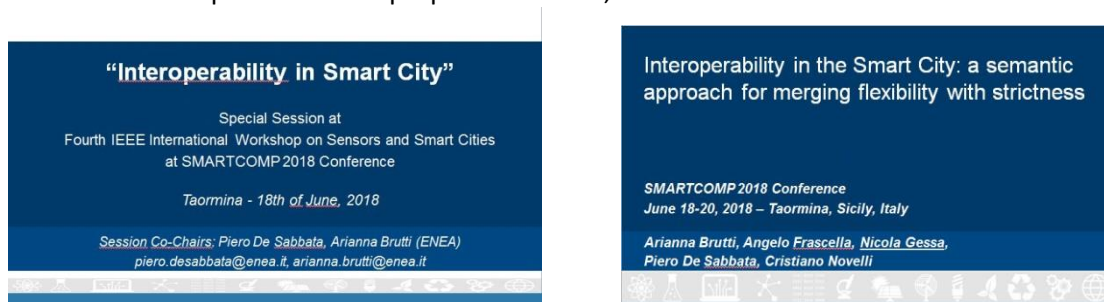 “Interoperability in Smart City”
Special Session at
Fourth IEEE International Workshop on Sensors and Smart Cities
at SMARTCOMP 2018 Conference
Taormina - 18th of June, 2018
Session Co-Chairs: Piero De Sabbata, Arianna Brutti (ENEA)
piero.desabbata@enea.it, arianna.brutti@enea.it
Interoperability in the Smart City: a semantic
approach for merging flexibility with strictness
SMARTCOMP 2018 Conference
June 18-20, 2018 – Taormina, Sicily, Italy
Arianna Brutti, Angelo Frascella, Nicola Gessa,
Piero De Sabbata, Cristiano Novelli